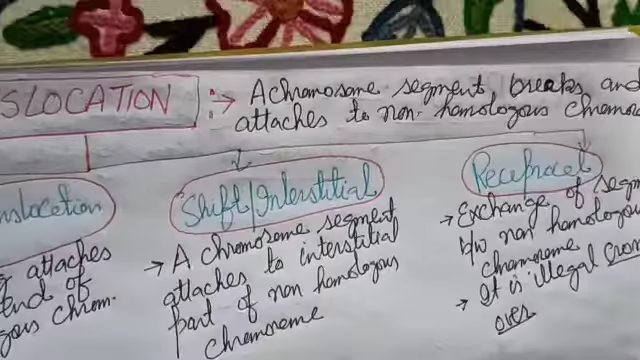 SLOCATION :→ A chromosome segment breaks and
attaches to non-homologous chromos
nslocation
attaches
end of
gous chrom.
Shift/Interstitial
→ A chromosome segment
attaches to interstitial
part of non homologous
chromosome
Reciprocal
→ Exchange of segm
b/w non homologous
chromosome
→ It is illegal cross
over